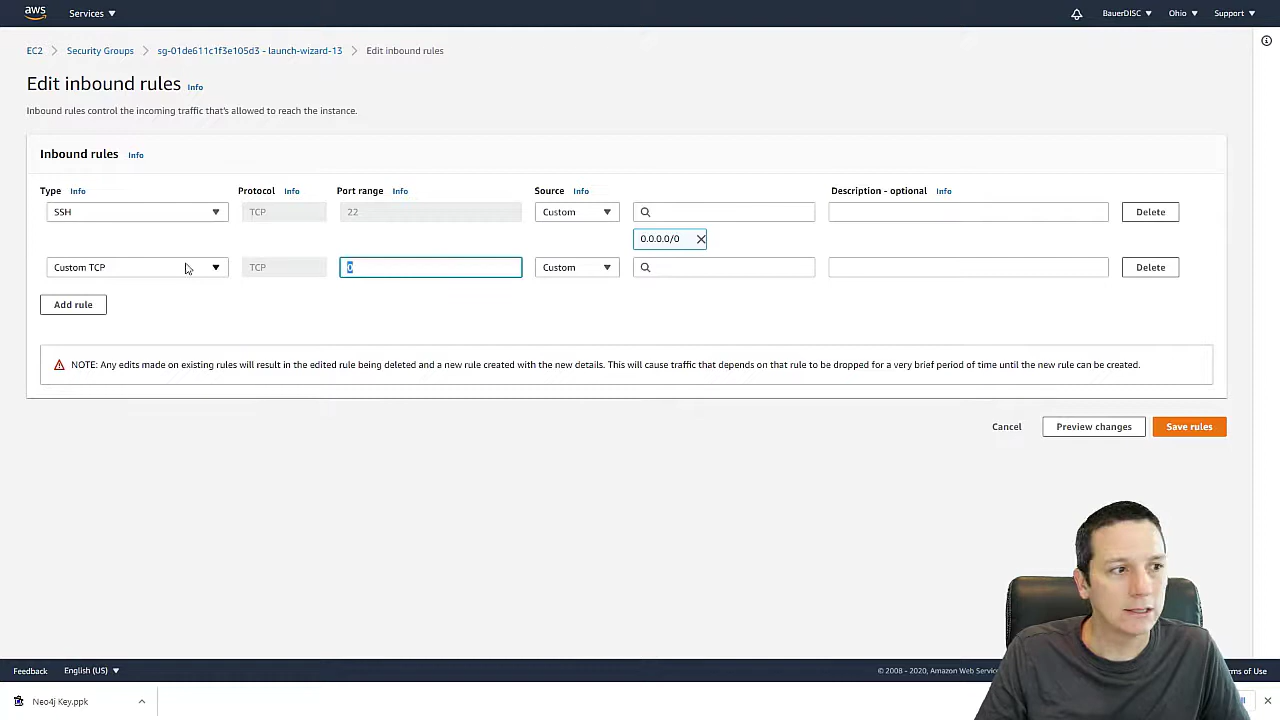 aws Services BauerDISC Ohio Support
EC2 Security Groups sg-01de611c1f3e105d3 - launch-wizard-13 Edit inbound rules
Edit inbound rules Info
Inbound rules control the incoming traffic that's allowed to reach the instance.
Inbound rules Info
Type Info Protocol Info Port range Info Source Info Description - optional Info
SSH TCP 22 Custom Delete
0.0.0.0/0
Custom TCP TCP 0 Custom Delete
Add rule
NOTE: Any edits made on existing rules will result in the edited rule being deleted and a new rule created with the new details. This will cause traffic that depends on that rule to be dropped for a very brief period of time until the new rule can be created.
Cancel Preview changes Save rules
Feedback English (US) © 2008 - 2020, Amazon Web Of Use
Neo4j Key.ppk